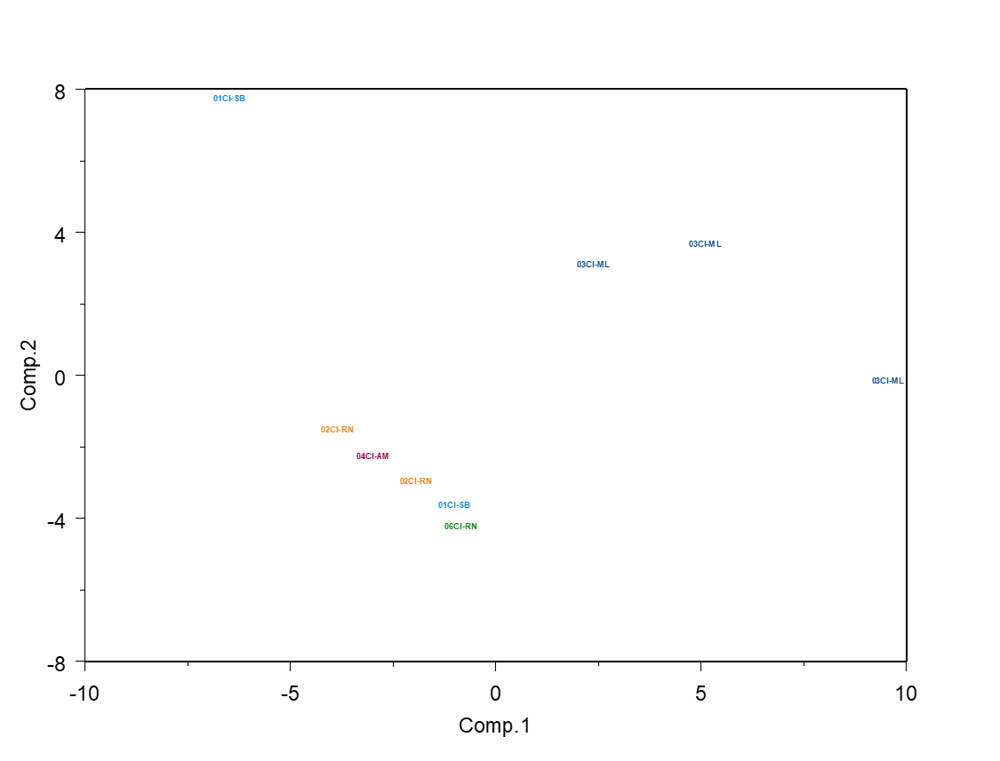 8
01CI-SB
4
03CI-ML
03CI-ML
Comp.2
0
03CI-ML
02CI-RN
04CI-AM
02CI-RN
01CI-SB
-4
06CI-RN
-8
-10 -5 0 5 10
Comp.1